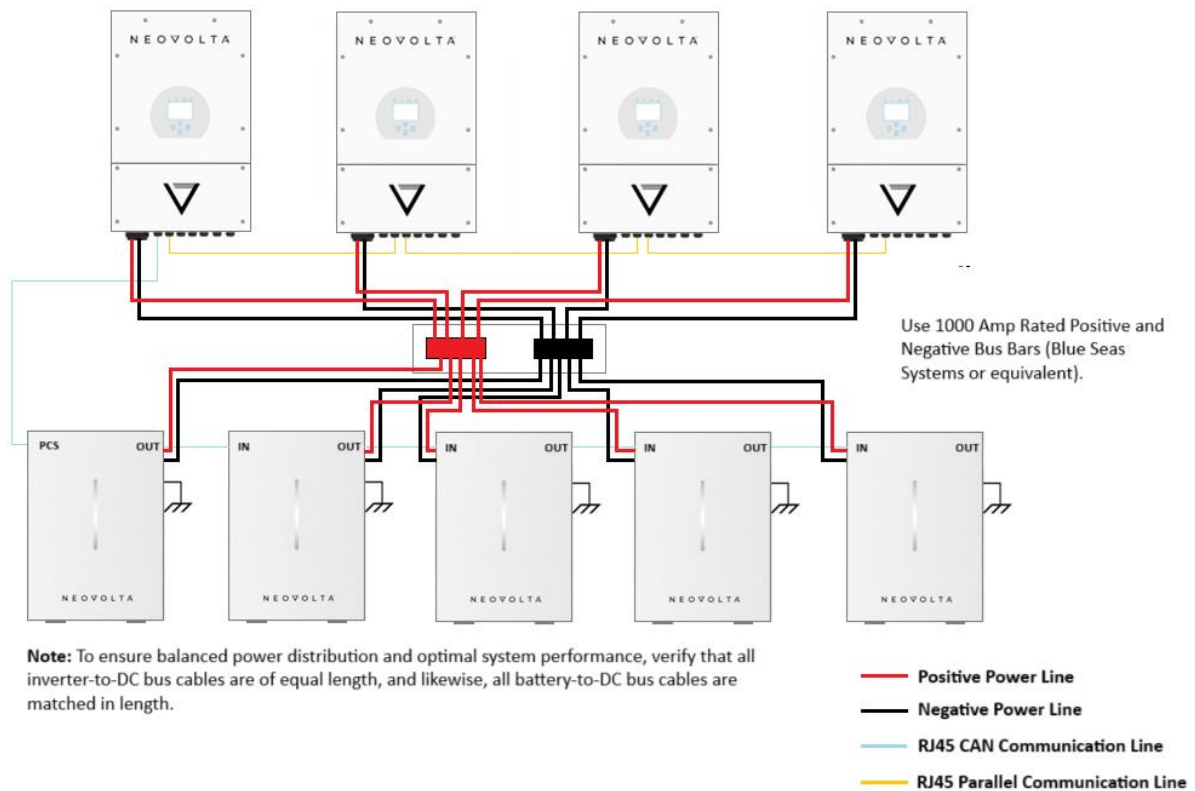 NEOVOLTA
NEOVOLTA
NEOVOLTA
NEOVOLTA
Use 1000 Amp Rated Positive and
Negative Bus Bars (Blue Seas
Systems or equivalent).
PCS OUT
IN OUT
IN OUT
IN OUT
IN OUT
NEOVOLTA
NEOVOLTA
NEOVOLTA
NEOVOLTA
NEOVOLTA
Note: To ensure balanced power distribution and optimal system performance, verify that all
inverter-to-DC bus cables are of equal length, and likewise, all battery-to-DC bus cables are
matched in length.
Positive Power Line
Negative Power Line
RJ45 CAN Communication Line
RJ45 Parallel Communication Line